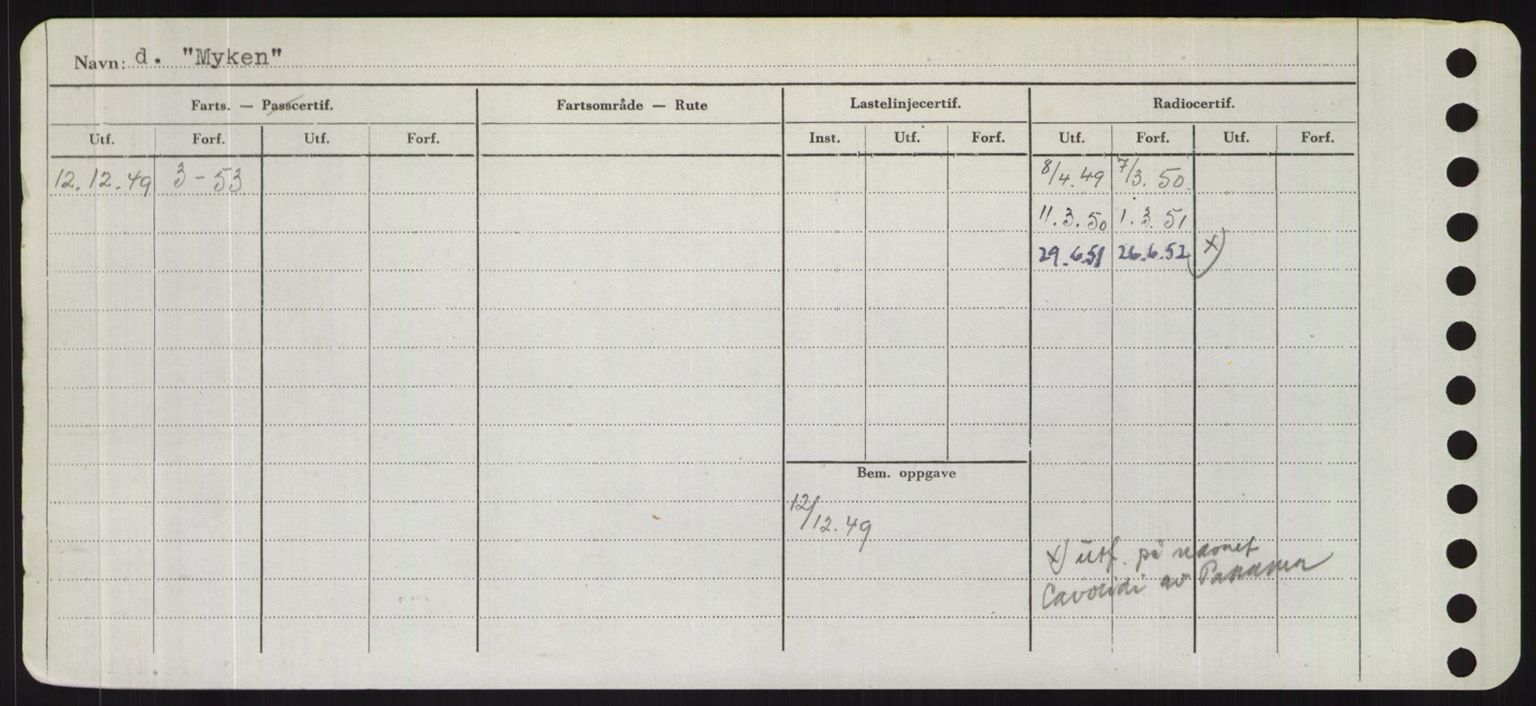 Navn: d. "Myken"
Farts. — Passcertif. Fartsområde — Rute Lastelinjecertif. Radiocertif.
Utf. Forf. Utf. Forf. Inst. Utf. Forf. Utf. Forf. Utf. Forf.
12.12.49 3-53 8/4.49 7/3.50
11.3.50 1.3.51
29.6.51 26.6.52 x)
Bem. oppgave
12/12.49
x) utf. på navnet
av Panama